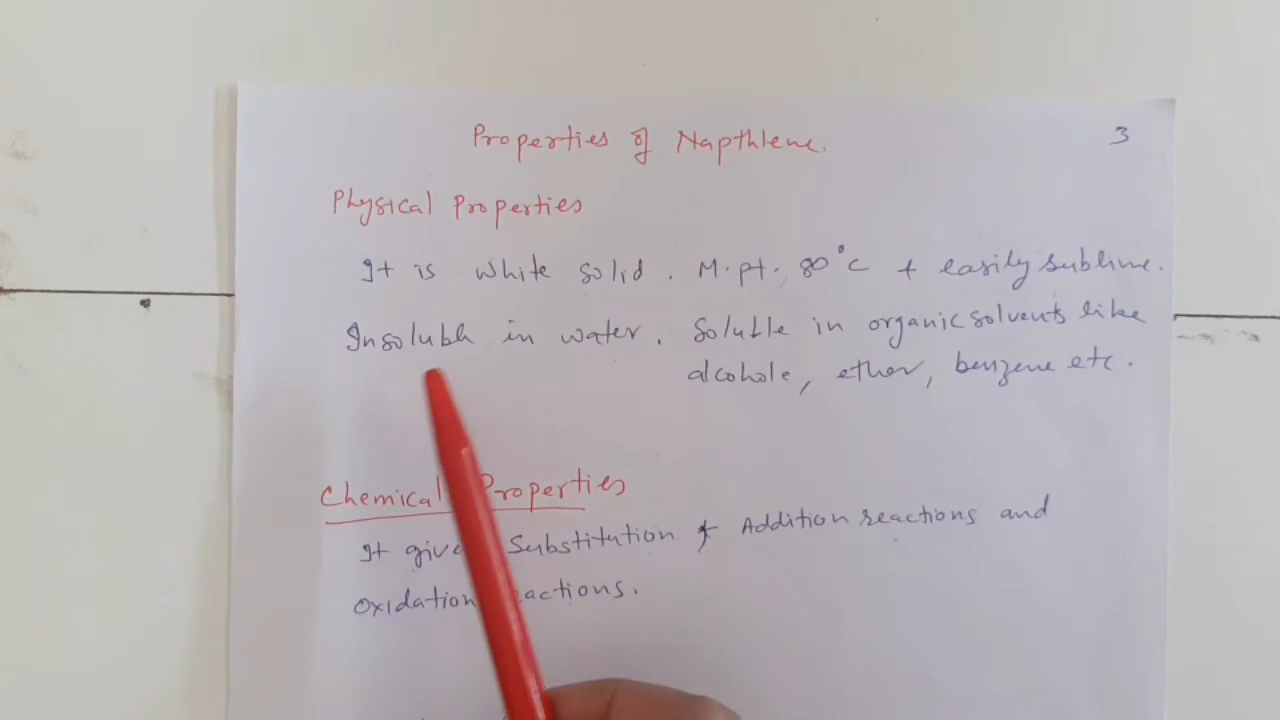 Properties of Napthlene.
3
Physical Properties
It is white solid. M.pt. 80°C + easily sublime.
Insoluble in water. Soluble in organic solvents like
alcohole, ether, benzene etc.
Chemical Properties
It give Substitution + Addition reactions and
Oxidation actions.